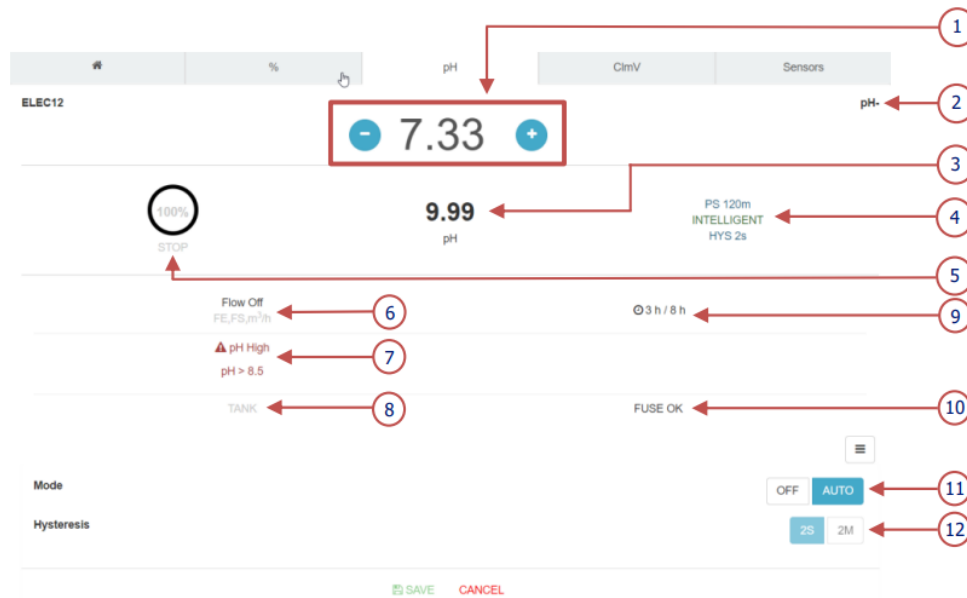 1
% pH ClmV Sensors
ELEC12 pH- 2
− 7.33 +
3
100% 9.99 PS 120m
INTELLIGENT 4
STOP pH HYS 2s
5
Flow Off
FE,FS,m³/h 6
3 h / 8 h 9
pH High
pH > 8.5 7
TANK 8 FUSE OK 10
Mode OFF AUTO 11
Hysteresis 2S 2M 12
SAVE CANCEL